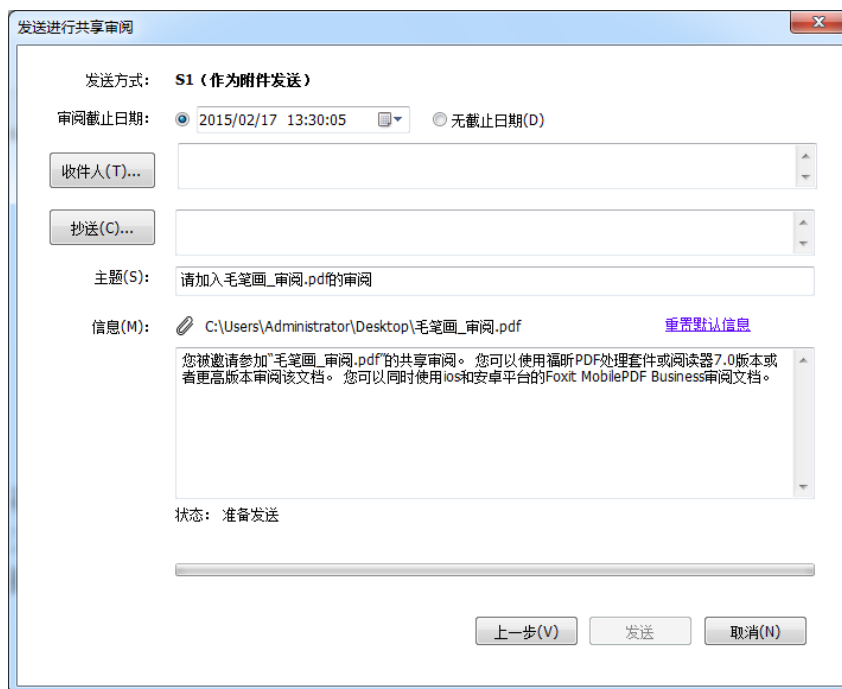 发送进行共享审阅
发送方式： S1（作为附件发送）
审阅截止日期： 2015/02/17 13:30:05 无截止日期(D)
收件人(T)...
抄送(C)...
主题(S)： 请加入毛笔画_审阅.pdf的审阅
信息(M)： C:\Users\Administrator\Desktop\毛笔画_审阅.pdf 重置默认信息
您被邀请参加“毛笔画_审阅.pdf”的共享审阅。 您可以使用福昕PDF处理套件或阅读器7.0版本或
者更高版本审阅该文档。 您可以同时使用ios和安卓平台的Foxit MobilePDF Business审阅文档。
状态： 准备发送
上一步(V) 发送 取消(N)